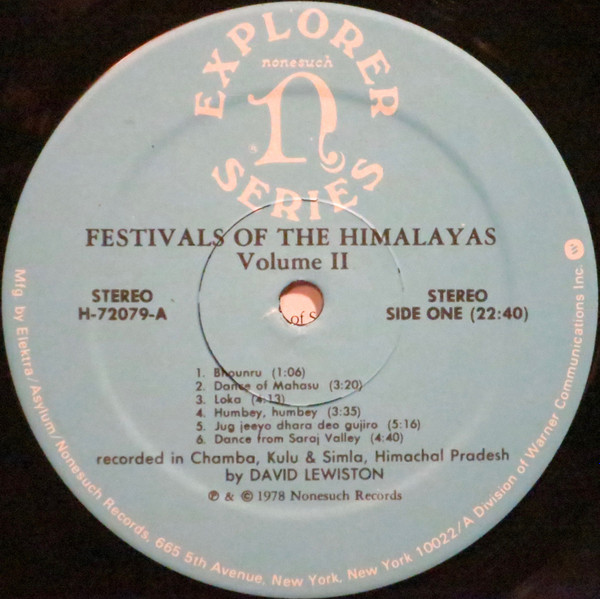 EXPLORER
nonesuch
n
SERIES
FESTIVALS OF THE HIMALAYAS
Volume II
STEREO
H-72079-A
STEREO
SIDE ONE (22:40)
of S
1. Bhounru (1:06)
2. Dance of Mahasu (3:20)
3. Loka (4:13)
4. Humbey, humbey (3:35)
5. Jug jeeyo dhara deo gujiro (5:16)
6. Dance from Saraj Valley (4:40)
recorded in Chamba, Kulu & Simla, Himachal Pradesh
by DAVID LEWISTON
℗ & © 1978 Nonesuch Records
Mfg by Elektra/Asylum/Nonesuch Records, 665 5th Avenue, New York, New York 10022/A Division of Warner Communications Inc. W